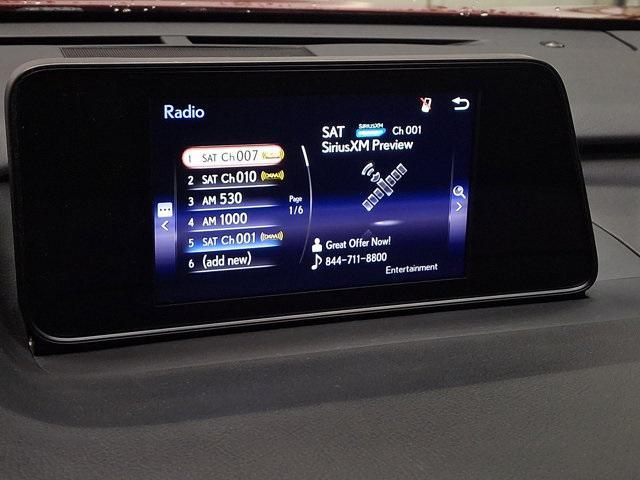 Radio
1 SAT Ch 007
2 SAT Ch 010
3 AM 530
4 AM 1000
5 SAT Ch 001
6 (add new)
Page
1/6
SAT SIRIUSXM Ch 001
SiriusXM Preview
Great Offer Now!
844-711-8800
Entertainment